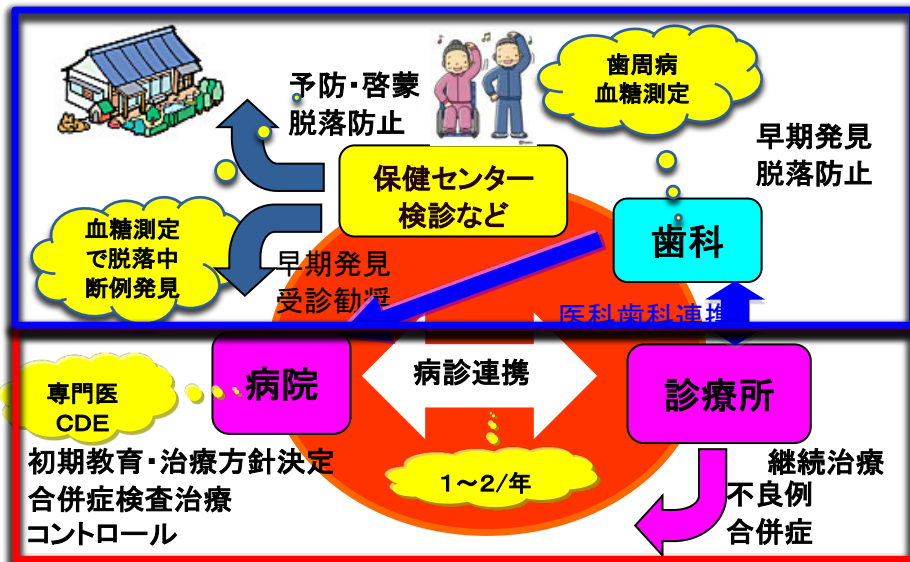 予防・啓蒙
脱落防止
歯周病
血糖測定
早期発見
脱落防止
保健センター
検診など
歯科
血糖測定
で脱落中
断例発見
早期発見
受診勧奨
医科歯科連携
病院
病診連携
診療所
専門医
CDE
初期教育・治療方針決定
合併症検査治療
コントロール
1～2/年
継続治療
不良例
合併症